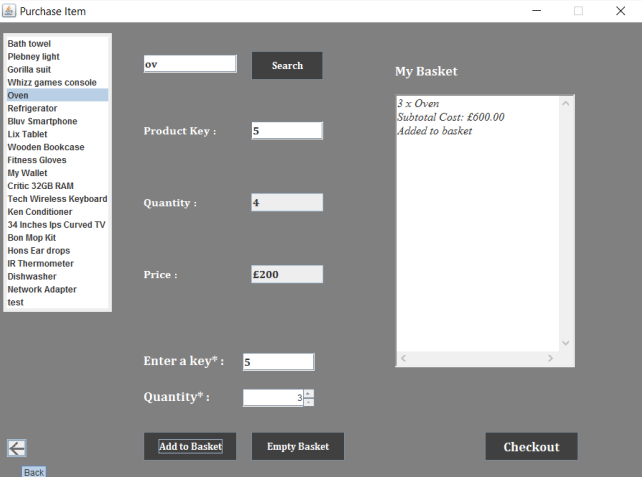 Purchase Item
Bath towel
Plebney light
Gorilla suit
Whizz games console
Oven
Refrigerator
Bluv Smartphone
Lix Tablet
Wooden Bookcase
Fitness Gloves
My Wallet
Critic 32GB RAM
Tech Wireless Keyboard
Ken Conditioner
34 Inches Ips Curved TV
Bon Mop Kit
Hons Ear drops
IR Thermometer
Dishwasher
Network Adapter
test
ov
Search
Product Key :
5
Quantity :
4
Price :
£200
Enter a key* :
5
Quantity* :
3
Add to Basket
Empty Basket
My Basket
3 x Oven
Subtotal Cost: £600.00
Added to basket
Checkout
Back